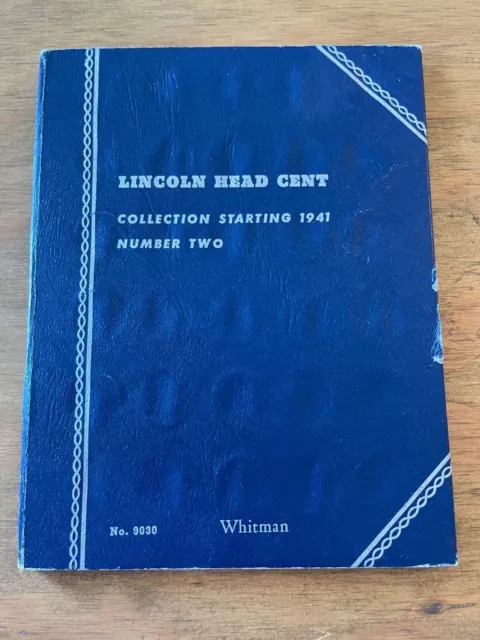 LINCOLN HEAD CENT
COLLECTION STARTING 1941
NUMBER TWO
No. 9030 Whitman